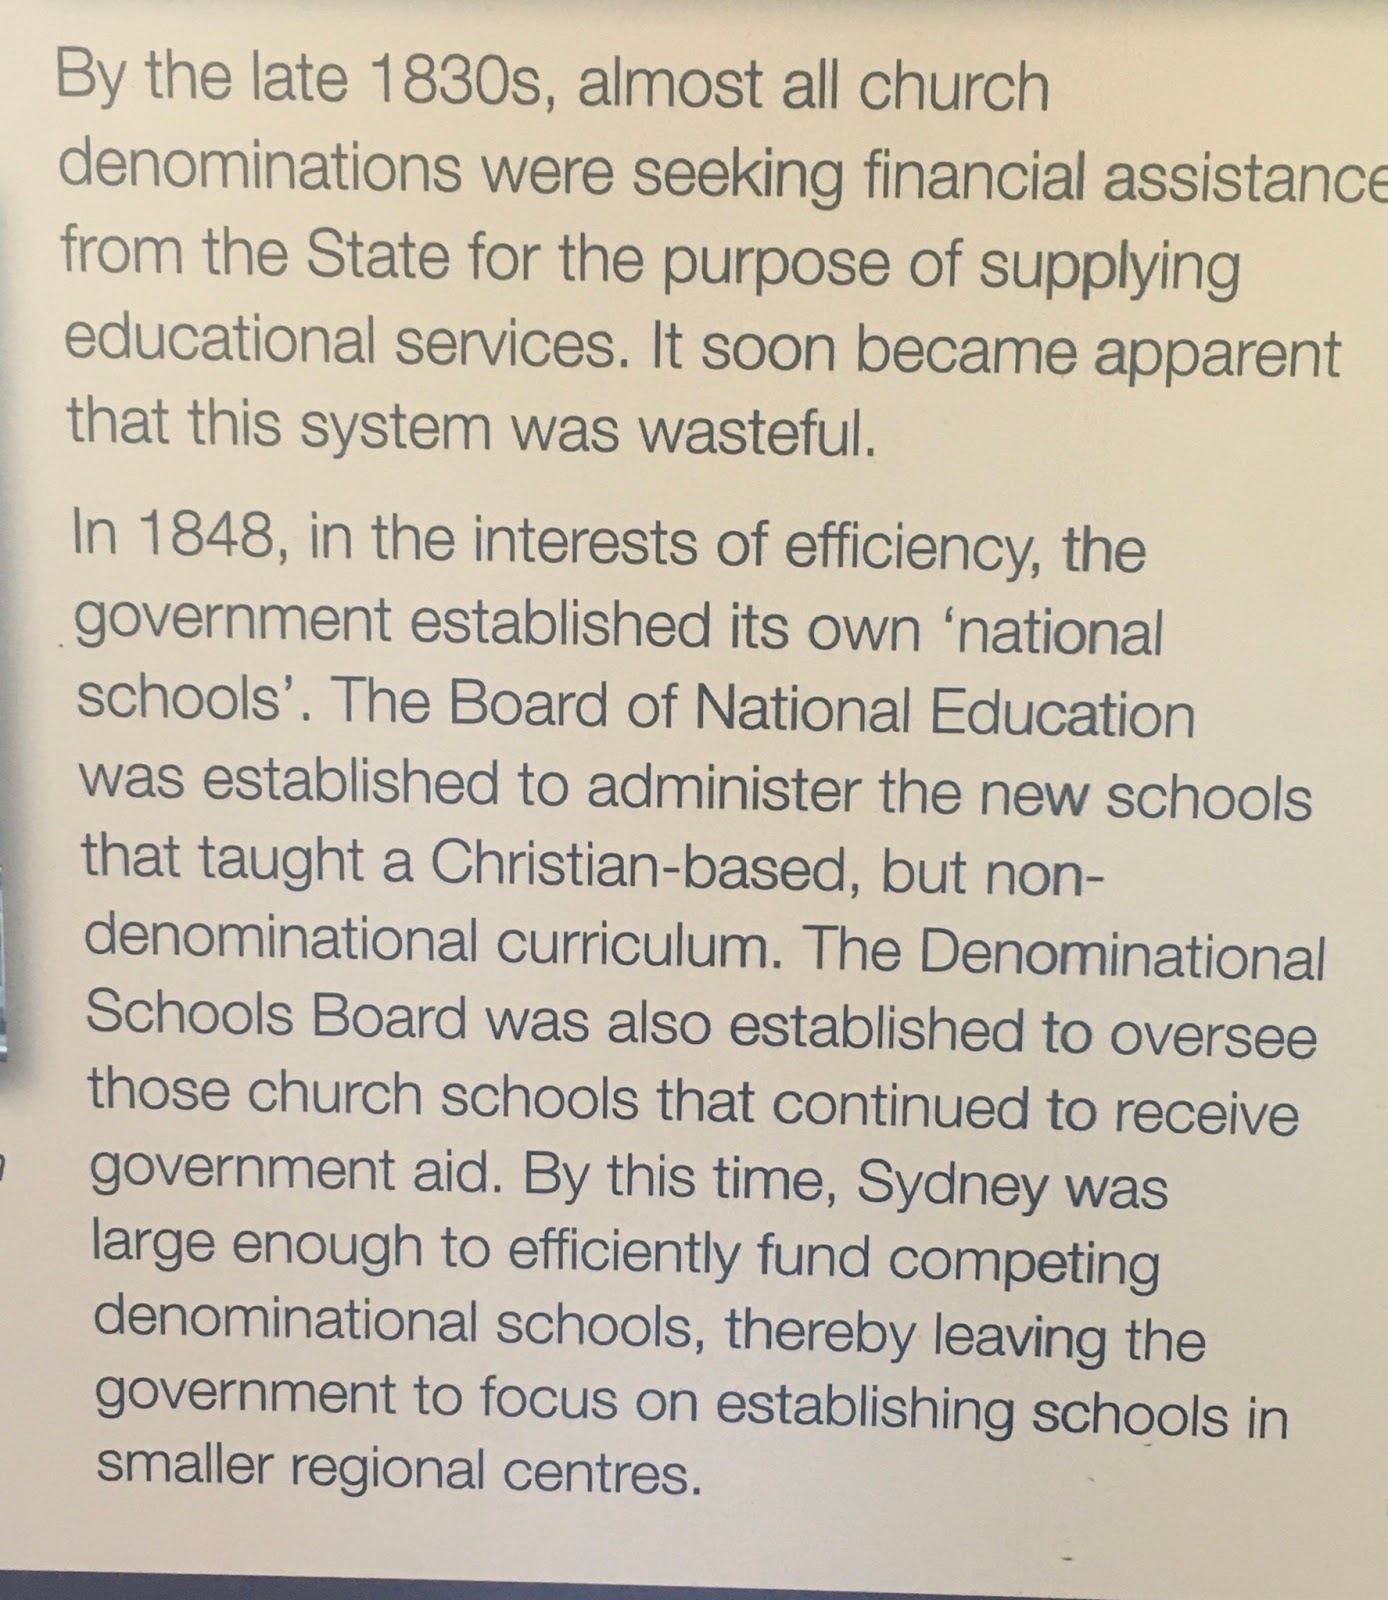 By the late 1830s, almost all church
denominations were seeking financial assistance
from the State for the purpose of supplying
educational services. It soon became apparent
that this system was wasteful.
In 1848, in the interests of efficiency, the
government established its own ‘national
schools’. The Board of National Education
was established to administer the new schools
that taught a Christian-based, but non-
denominational curriculum. The Denominational
Schools Board was also established to oversee
those church schools that continued to receive
government aid. By this time, Sydney was
large enough to efficiently fund competing
denominational schools, thereby leaving the
government to focus on establishing schools in
smaller regional centres.